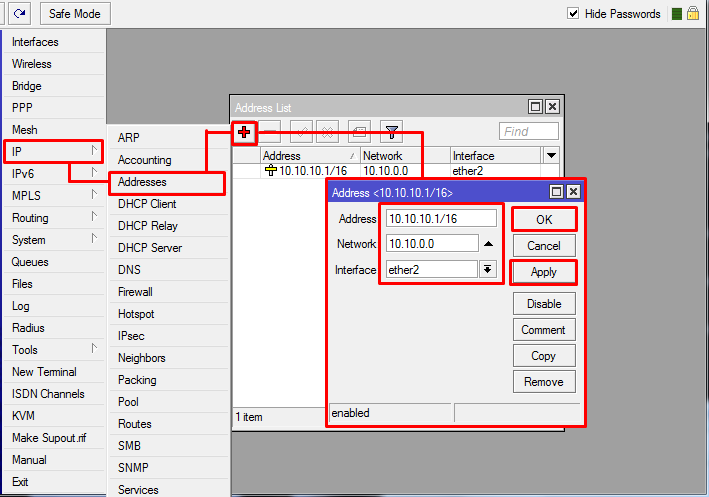 Safe Mode
Hide Passwords
Interfaces
Wireless
Bridge
PPP
Mesh
IP
IPv6
MPLS
Routing
System
Queues
Files
Log
Radius
Tools
New Terminal
ISDN Channels
KVM
Make Supout.rif
Manual
Exit
ARP
Accounting
Addresses
DHCP Client
DHCP Relay
DHCP Server
DNS
Firewall
Hotspot
IPsec
Neighbors
Packing
Pool
Routes
SMB
SNMP
Services
Address List
Find
Address Network Interface
10.10.10.1/16 10.10.0.0 ether2
1 item
Address <10.10.10.1/16>
Address 10.10.10.1/16
Network 10.10.0.0
Interface ether2
OK
Cancel
Apply
Disable
Comment
Copy
Remove
enabled